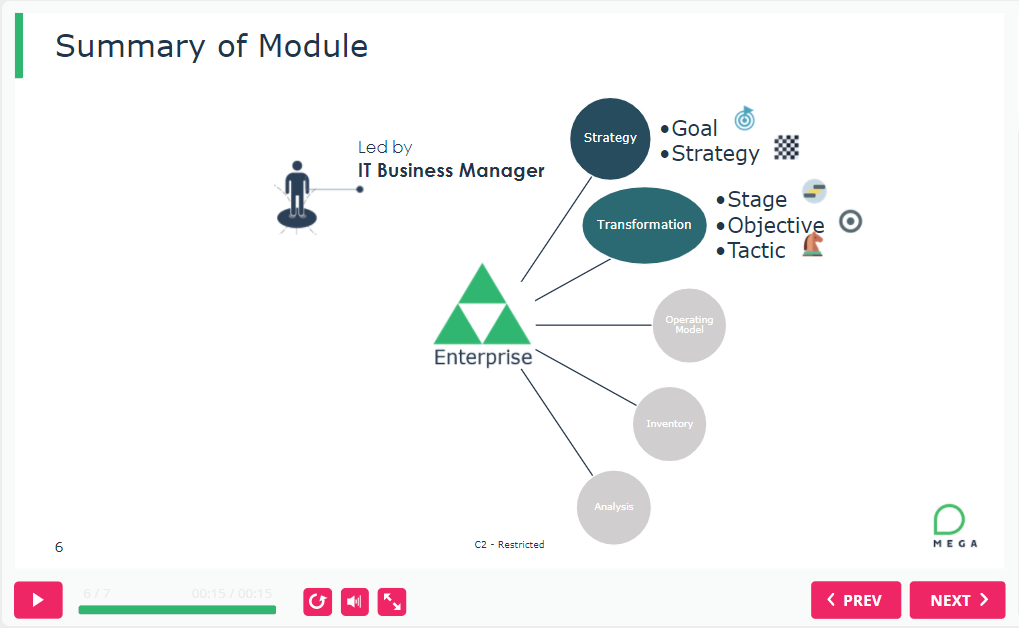 Summary of Module
Led by
IT Business Manager
Strategy
•Goal
•Strategy
Transformation
•Stage
•Objective
•Tactic
Enterprise
Operating
Model
Inventory
Analysis
6
C2 - Restricted
MEGA
6 / 7
00:15 / 00:15
PREV
NEXT